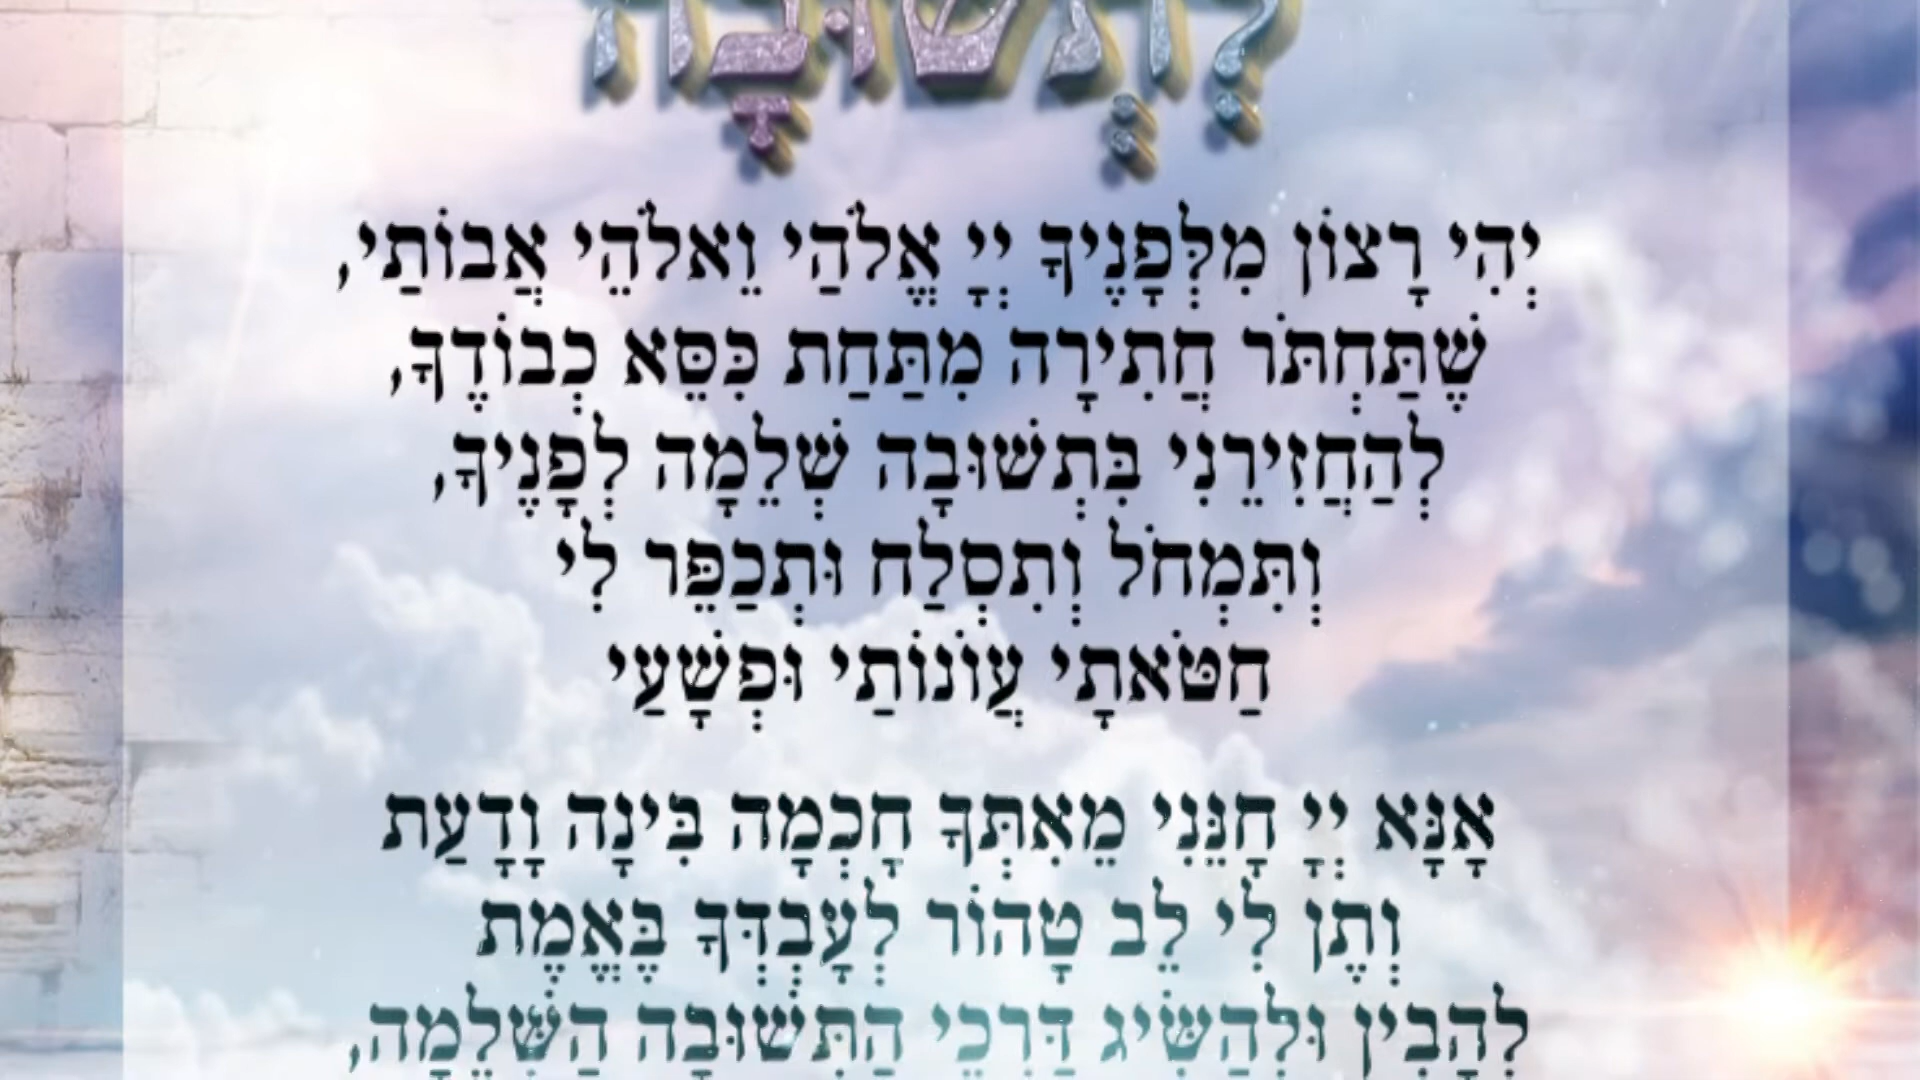 לִתְשׁוּבָה
יְהִי רָצוֹן מִלְּפָנֶיךָ יְיָ אֱלֹהַי וֵאלֹהֵי אֲבוֹתַי,
שֶׁתַּחְתֹּר חֲתִירָה מִתַּחַת כִּסֵּא כְבוֹדֶךָ,
לְהַחֲזִירֵנִי בִּתְשׁוּבָה שְׁלֵמָה לְפָנֶיךָ,
וְתִּמְחֹל וְתִסְלַח וּתְכַפֵּר לִי
חַטֹּאתָי עֲוֹנוֹתַי וּפְשָׁעַי
אָנָּא יְיָ חָנֵּנִי מֵאִתְּךָ חָכְמָה בִּינָה וָדָעַת
וְתֶן לִי לֵב טָהוֹר לְעָבְדְּךָ בֶּאֱמֶת
לְהָבִין וּלְהַשִּׂיג דַּרְכֵי הַתְּשׁוּבָה הַשְּׁלֵמָה,